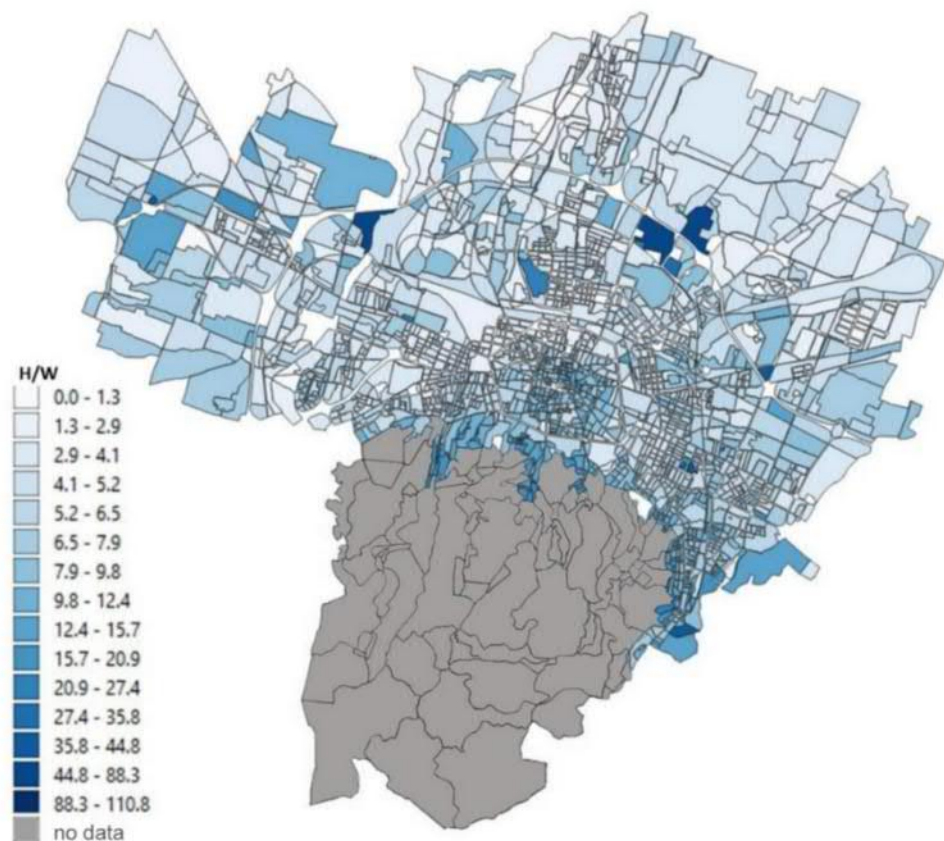 H/W
0.0 - 1.3
1.3 - 2.9
2.9 - 4.1
4.1 - 5.2
5.2 - 6.5
6.5 - 7.9
7.9 - 9.8
9.8 - 12.4
12.4 - 15.7
15.7 - 20.9
20.9 - 27.4
27.4 - 35.8
35.8 - 44.8
44.8 - 88.3
88.3 - 110.8
no data